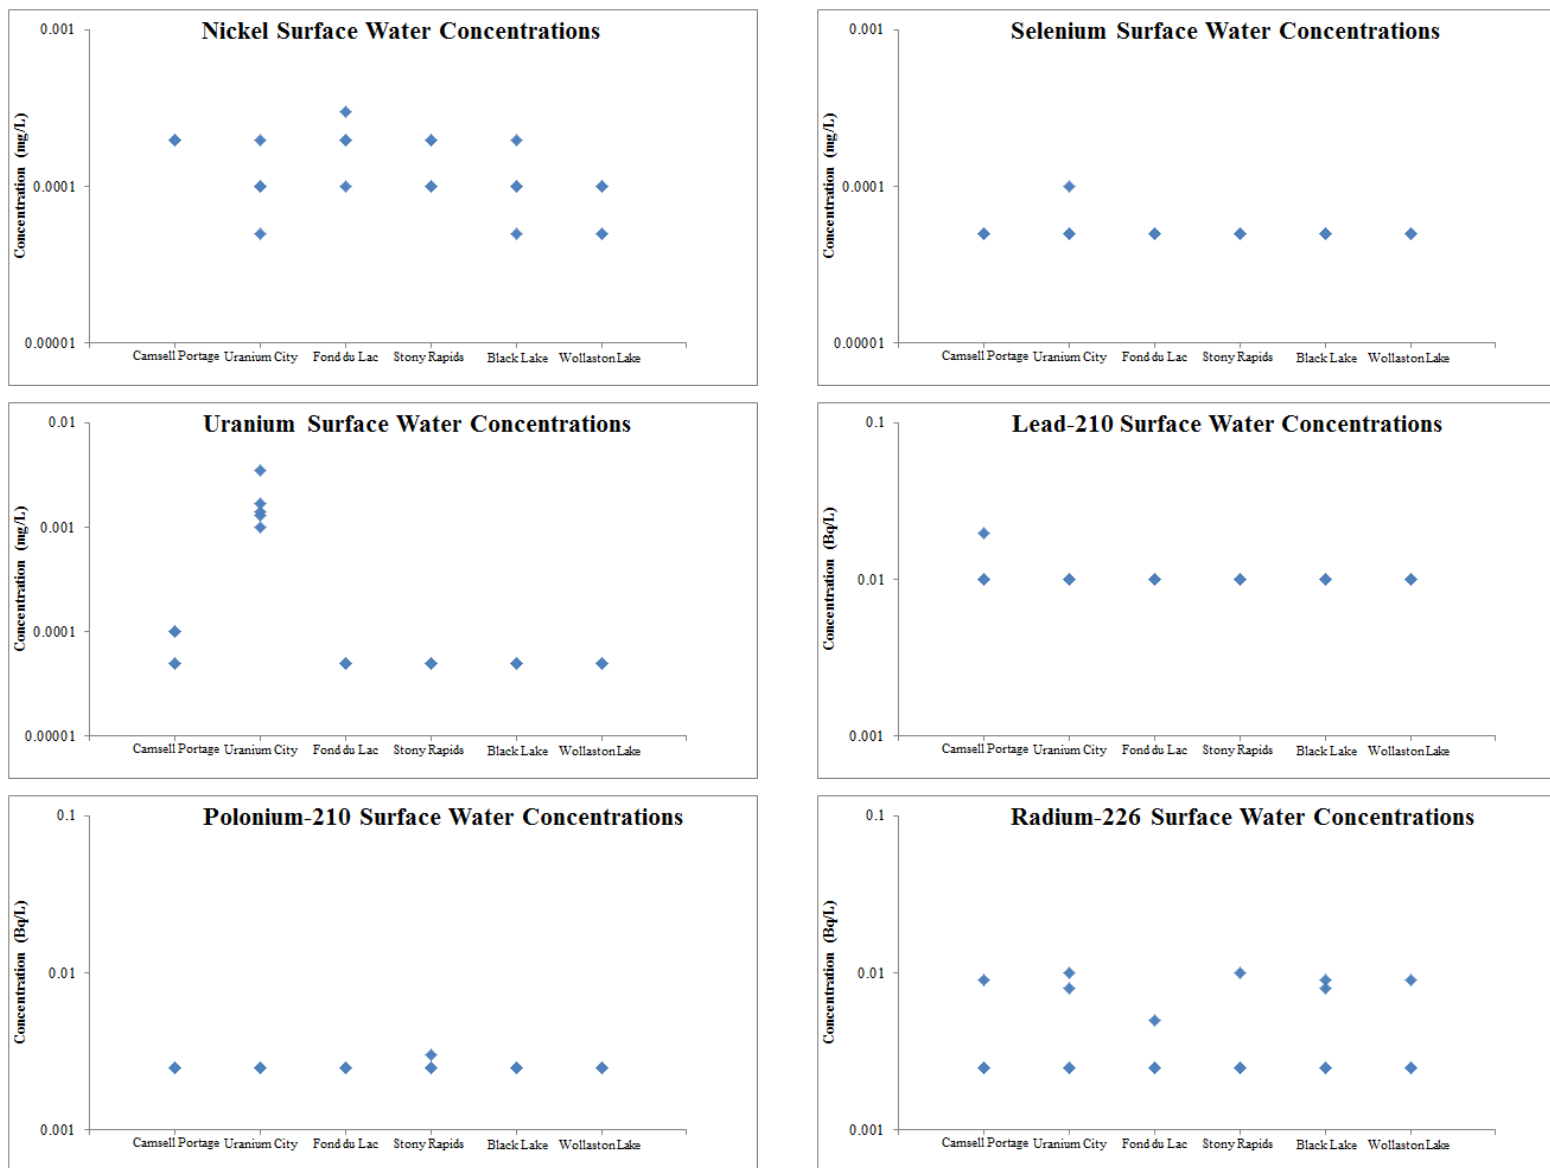 Nickel Surface Water Concentrations
Concentration (mg/L)
0.001
0.0001
0.00001
Camsell Portage Uranium City Fond du Lac Stony Rapids Black Lake Wollaston Lake
Selenium Surface Water Concentrations
Concentration (mg/L)
0.001
0.0001
0.00001
Camsell Portage Uranium City Fond du Lac Stony Rapids Black Lake Wollaston Lake
Uranium Surface Water Concentrations
Concentration (mg/L)
0.01
0.001
0.0001
0.00001
Camsell Portage Uranium City Fond du Lac Stony Rapids Black Lake Wollaston Lake
Lead-210 Surface Water Concentrations
Concentration (Bq/L)
0.1
0.01
0.001
Camsell Portage Uranium City Fond du Lac Stony Rapids Black Lake Wollaston Lake
Polonium-210 Surface Water Concentrations
Concentration (Bq/L)
0.1
0.01
0.001
Camsell Portage Uranium City Fond du Lac Stony Rapids Black Lake Wollaston Lake
Radium-226 Surface Water Concentrations
Concentration (Bq/L)
0.1
0.01
0.001
Camsell Portage Uranium City Fond du Lac Stony Rapids Black Lake Wollaston Lake